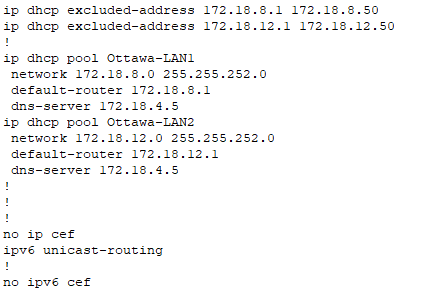 ip dhcp excluded-address 172.18.8.1 172.18.8.50
ip dhcp excluded-address 172.18.12.1 172.18.12.50
!
ip dhcp pool Ottawa-LAN1
 network 172.18.8.0 255.255.252.0
 default-router 172.18.8.1
 dns-server 172.18.4.5
ip dhcp pool Ottawa-LAN2
 network 172.18.12.0 255.255.252.0
 default-router 172.18.12.1
 dns-server 172.18.4.5
!
!
!
no ip cef
ipv6 unicast-routing
!
no ipv6 cef